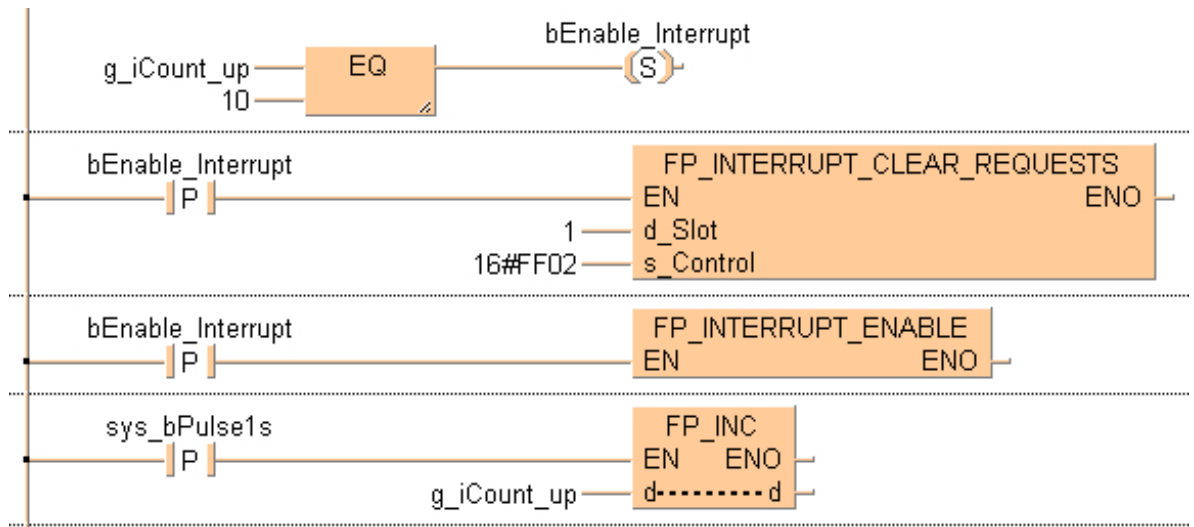 bEnable_Interrupt
g_iCount_up EQ S
10
bEnable_Interrupt FP_INTERRUPT_CLEAR_REQUESTS
P EN ENO
1 d_Slot
16#FF02 s_Control
bEnable_Interrupt FP_INTERRUPT_ENABLE
P EN ENO
sys_bPulse1s FP_INC
P EN ENO
g_iCount_up d d